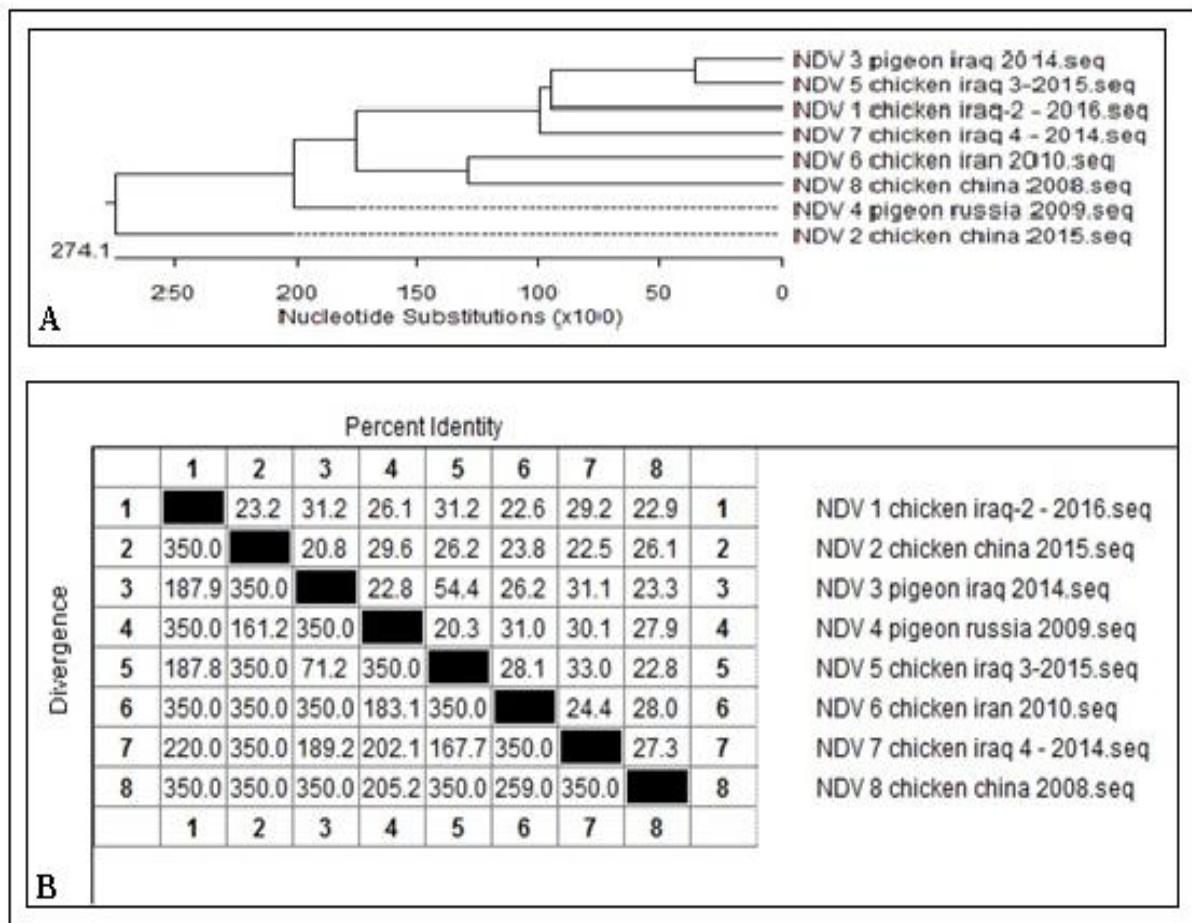 NDV 3 pigeon iraq 2014.seq
NDV 5 chicken iraq 3-2015.seq
NDV 1 chicken iraq-2 - 2016.seq
NDV 7 chicken iraq 4 - 2014.seq
NDV 6 chicken iran 2010.seq
NDV 8 chicken china 2008.seq
NDV 4 pigeon russia 2009.seq
NDV 2 chicken china 2015.seq
274.1
250 200 150 100 50 0
Nucleotide Substitutions (x100)
A
Percent Identity
1 2 3 4 5 6 7 8
1 23.2 31.2 26.1 31.2 22.6 29.2 22.9 1 NDV 1 chicken iraq-2 - 2016.seq
2 350.0 20.8 29.6 26.2 23.8 22.5 26.1 2 NDV 2 chicken china 2015.seq
3 187.9 350.0 22.8 54.4 26.2 31.1 23.3 3 NDV 3 pigeon iraq 2014.seq
4 350.0 161.2 350.0 20.3 31.0 30.1 27.9 4 NDV 4 pigeon russia 2009.seq
5 187.8 350.0 71.2 350.0 28.1 33.0 22.8 5 NDV 5 chicken iraq 3-2015.seq
6 350.0 350.0 350.0 183.1 350.0 24.4 28.0 6 NDV 6 chicken iran 2010.seq
7 220.0 350.0 189.2 202.1 167.7 350.0 27.3 7 NDV 7 chicken iraq 4 - 2014.seq
8 350.0 350.0 350.0 205.2 350.0 259.0 350.0 8 NDV 8 chicken china 2008.seq
1 2 3 4 5 6 7 8
Divergence
B